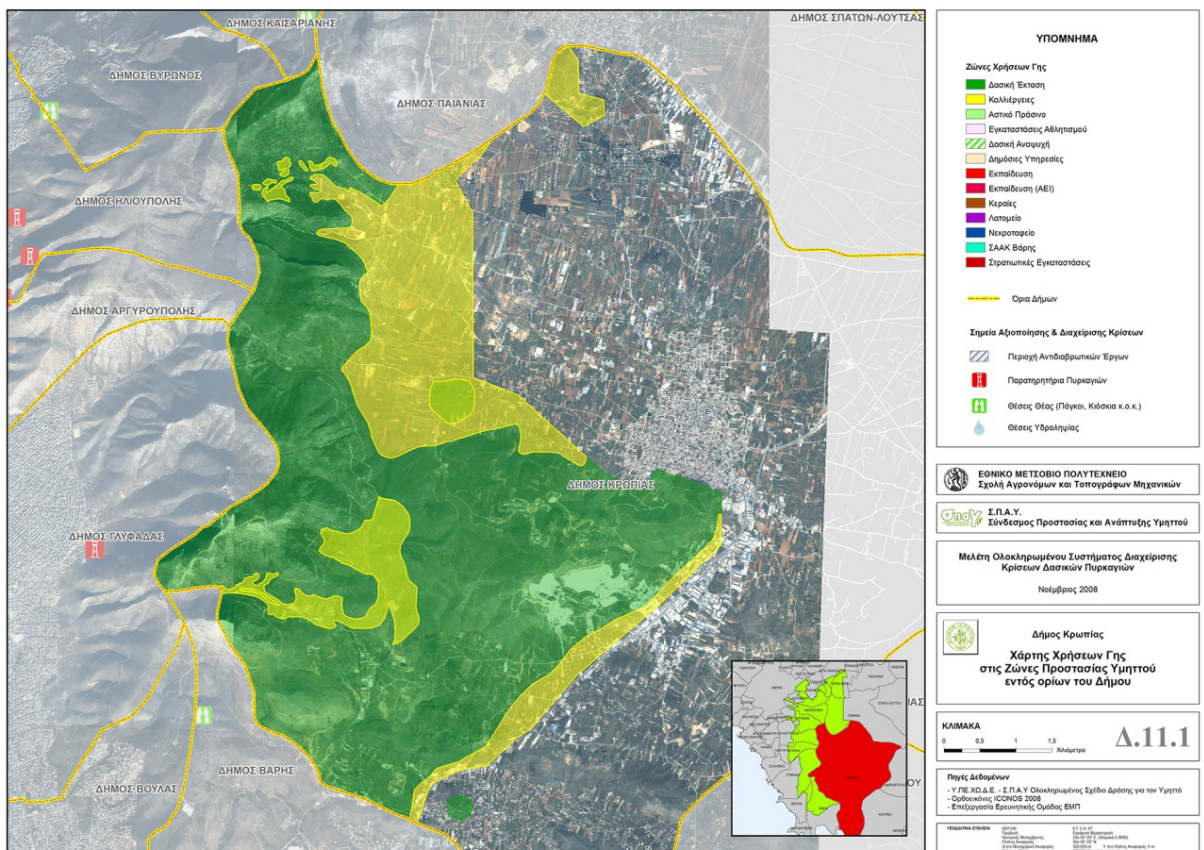 ΔΗΜΟΣ ΚΑΙΣΑΡΙΑΝΗΣ
ΔΗΜΟΣ ΣΠΑΤΩΝ-ΛΟΥΤΣΑΣ
ΔΗΜΟΣ ΒΥΡΩΝΟΣ
ΔΗΜΟΣ ΠΑΙΑΝΙΑΣ
ΔΗΜΟΣ ΗΛΙΟΥΠΟΛΗΣ
ΔΗΜΟΣ ΑΡΓΥΡΟΥΠΟΛΗΣ
ΔΗΜΟΣ ΚΡΩΠΙΑΣ
ΔΗΜΟΣ ΓΛΥΦΑΔΑΣ
ΔΗΜΟΣ ΒΑΡΗΣ
ΔΗΜΟΣ ΒΟΥΛΑΣ
ΙΑΣ
ΟΥ
ΥΠΟΜΝΗΜΑ
Ζώνες Χρήσεων Γης
Δασική Έκταση
Καλλιέργειες
Αστικό Πράσινο
Εγκαταστάσεις Αθλητισμού
Δασική Αναψυχή
Δημόσιες Υπηρεσίες
Εκπαίδευση
Εκπαίδευση (ΑΕΙ)
Κεραίες
Λατομείο
Νεκροταφείο
ΣΑΑΚ Βάρης
Στρατιωτικές Εγκαταστάσεις
Όρια Δήμων
Σημεία Αξιοποίησης & Διαχείρισης Κρίσεων
Περιοχή Αντιδιαβρωτικών Έργων
Παρατηρητήρια Πυρκαγιών
Θέσεις Θέας (Πάγκοι, Κιόσκια κ.ο.κ.)
Θέσεις Υδροληψίας
ΕΘΝΙΚΟ ΜΕΤΣΟΒΙΟ ΠΟΛΥΤΕΧΝΕΙΟ
Σχολή Αγρονόμων και Τοπογράφων Μηχανικών
σπαγ
Σ.Π.Α.Υ.
Σύνδεσμος Προστασίας και Ανάπτυξης Υμηττού
Μελέτη Ολοκληρωμένου Συστήματος Διαχείρισης
Κρίσεων Δασικών Πυρκαγιών
Νοέμβριος 2008
Δήμος Κρωπίας
Χάρτης Χρήσεων Γης
στις Ζώνες Προστασίας Υμηττού
εντός ορίων του Δήμου
ΚΛΙΜΑΚΑ
0 0,5 1 1,5
Χιλιόμετρα
Δ.11.1
Πηγές Δεδομένων
- Υ.ΠΕ.ΧΩ.Δ.Ε. - Σ.Π.Α.Υ Ολοκληρωμένος Σχέδιο Δράσης για τον Υμηττό
- Ορθοεικόνες ICONOS 2008
- Επεξεργασία Ερευνητικής Ομάδας ΕΜΠ
ΓΕΩΔΑΙΤΙΚΑ ΣΤΟΙΧΕΙΑ